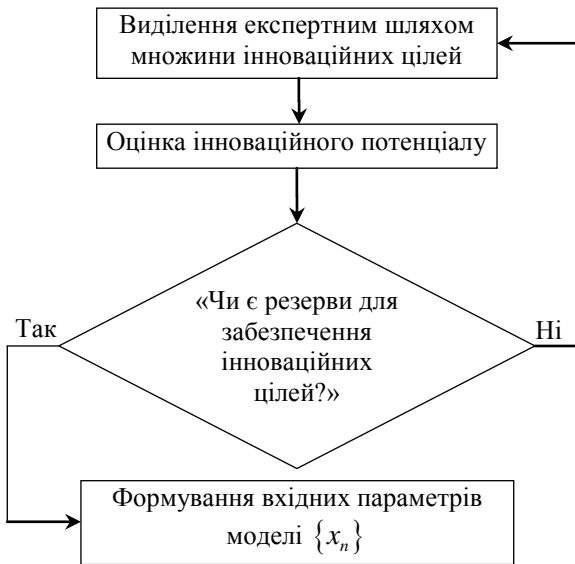 Виділення експертним шляхом
множини інноваційних цілей
Оцінка інноваційного потенціалу
«Чи є резерви для
забезпечення
інноваційних
цілей?»
Так
Ні
Формування вхідних параметрів
моделі {xₙ}